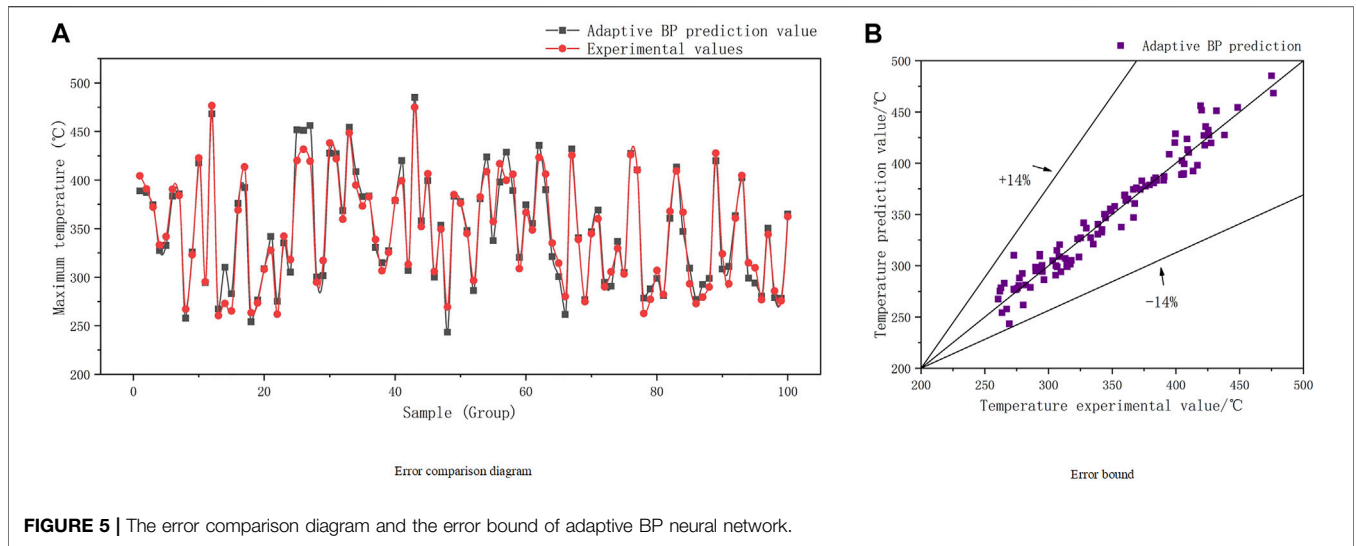 A
Adaptive BP prediction value
Experimental values
Maximum temperature (℃)
500
450
400
350
300
250
200
0
20
40
60
80
100
Sample (Group)
Error comparison diagram
B
Adaptive BP prediction
Temperature prediction value/℃
500
450
400
350
300
250
200
+14%
−14%
200
250
300
350
400
450
500
Temperature experimental value/℃
Error bound
FIGURE 5 | The error comparison diagram and the error bound of adaptive BP neural network.